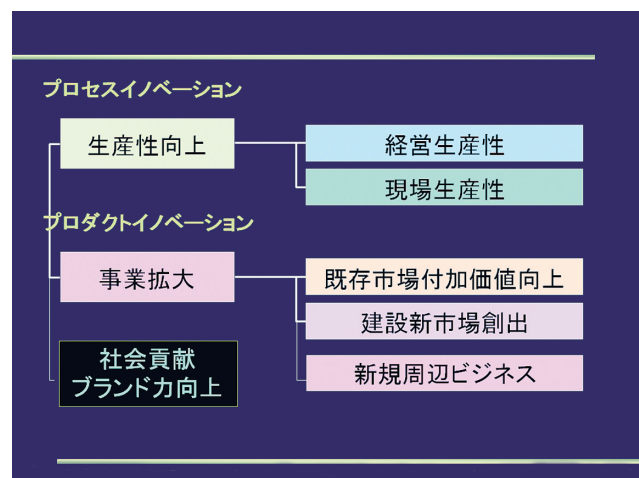 プロセスイノベーション
生産性向上
経営生産性
現場生産性
プロダクトイノベーション
事業拡大
既存市場付加価値向上
建設新市場創出
新規周辺ビジネス
社会貢献
ブランド力向上